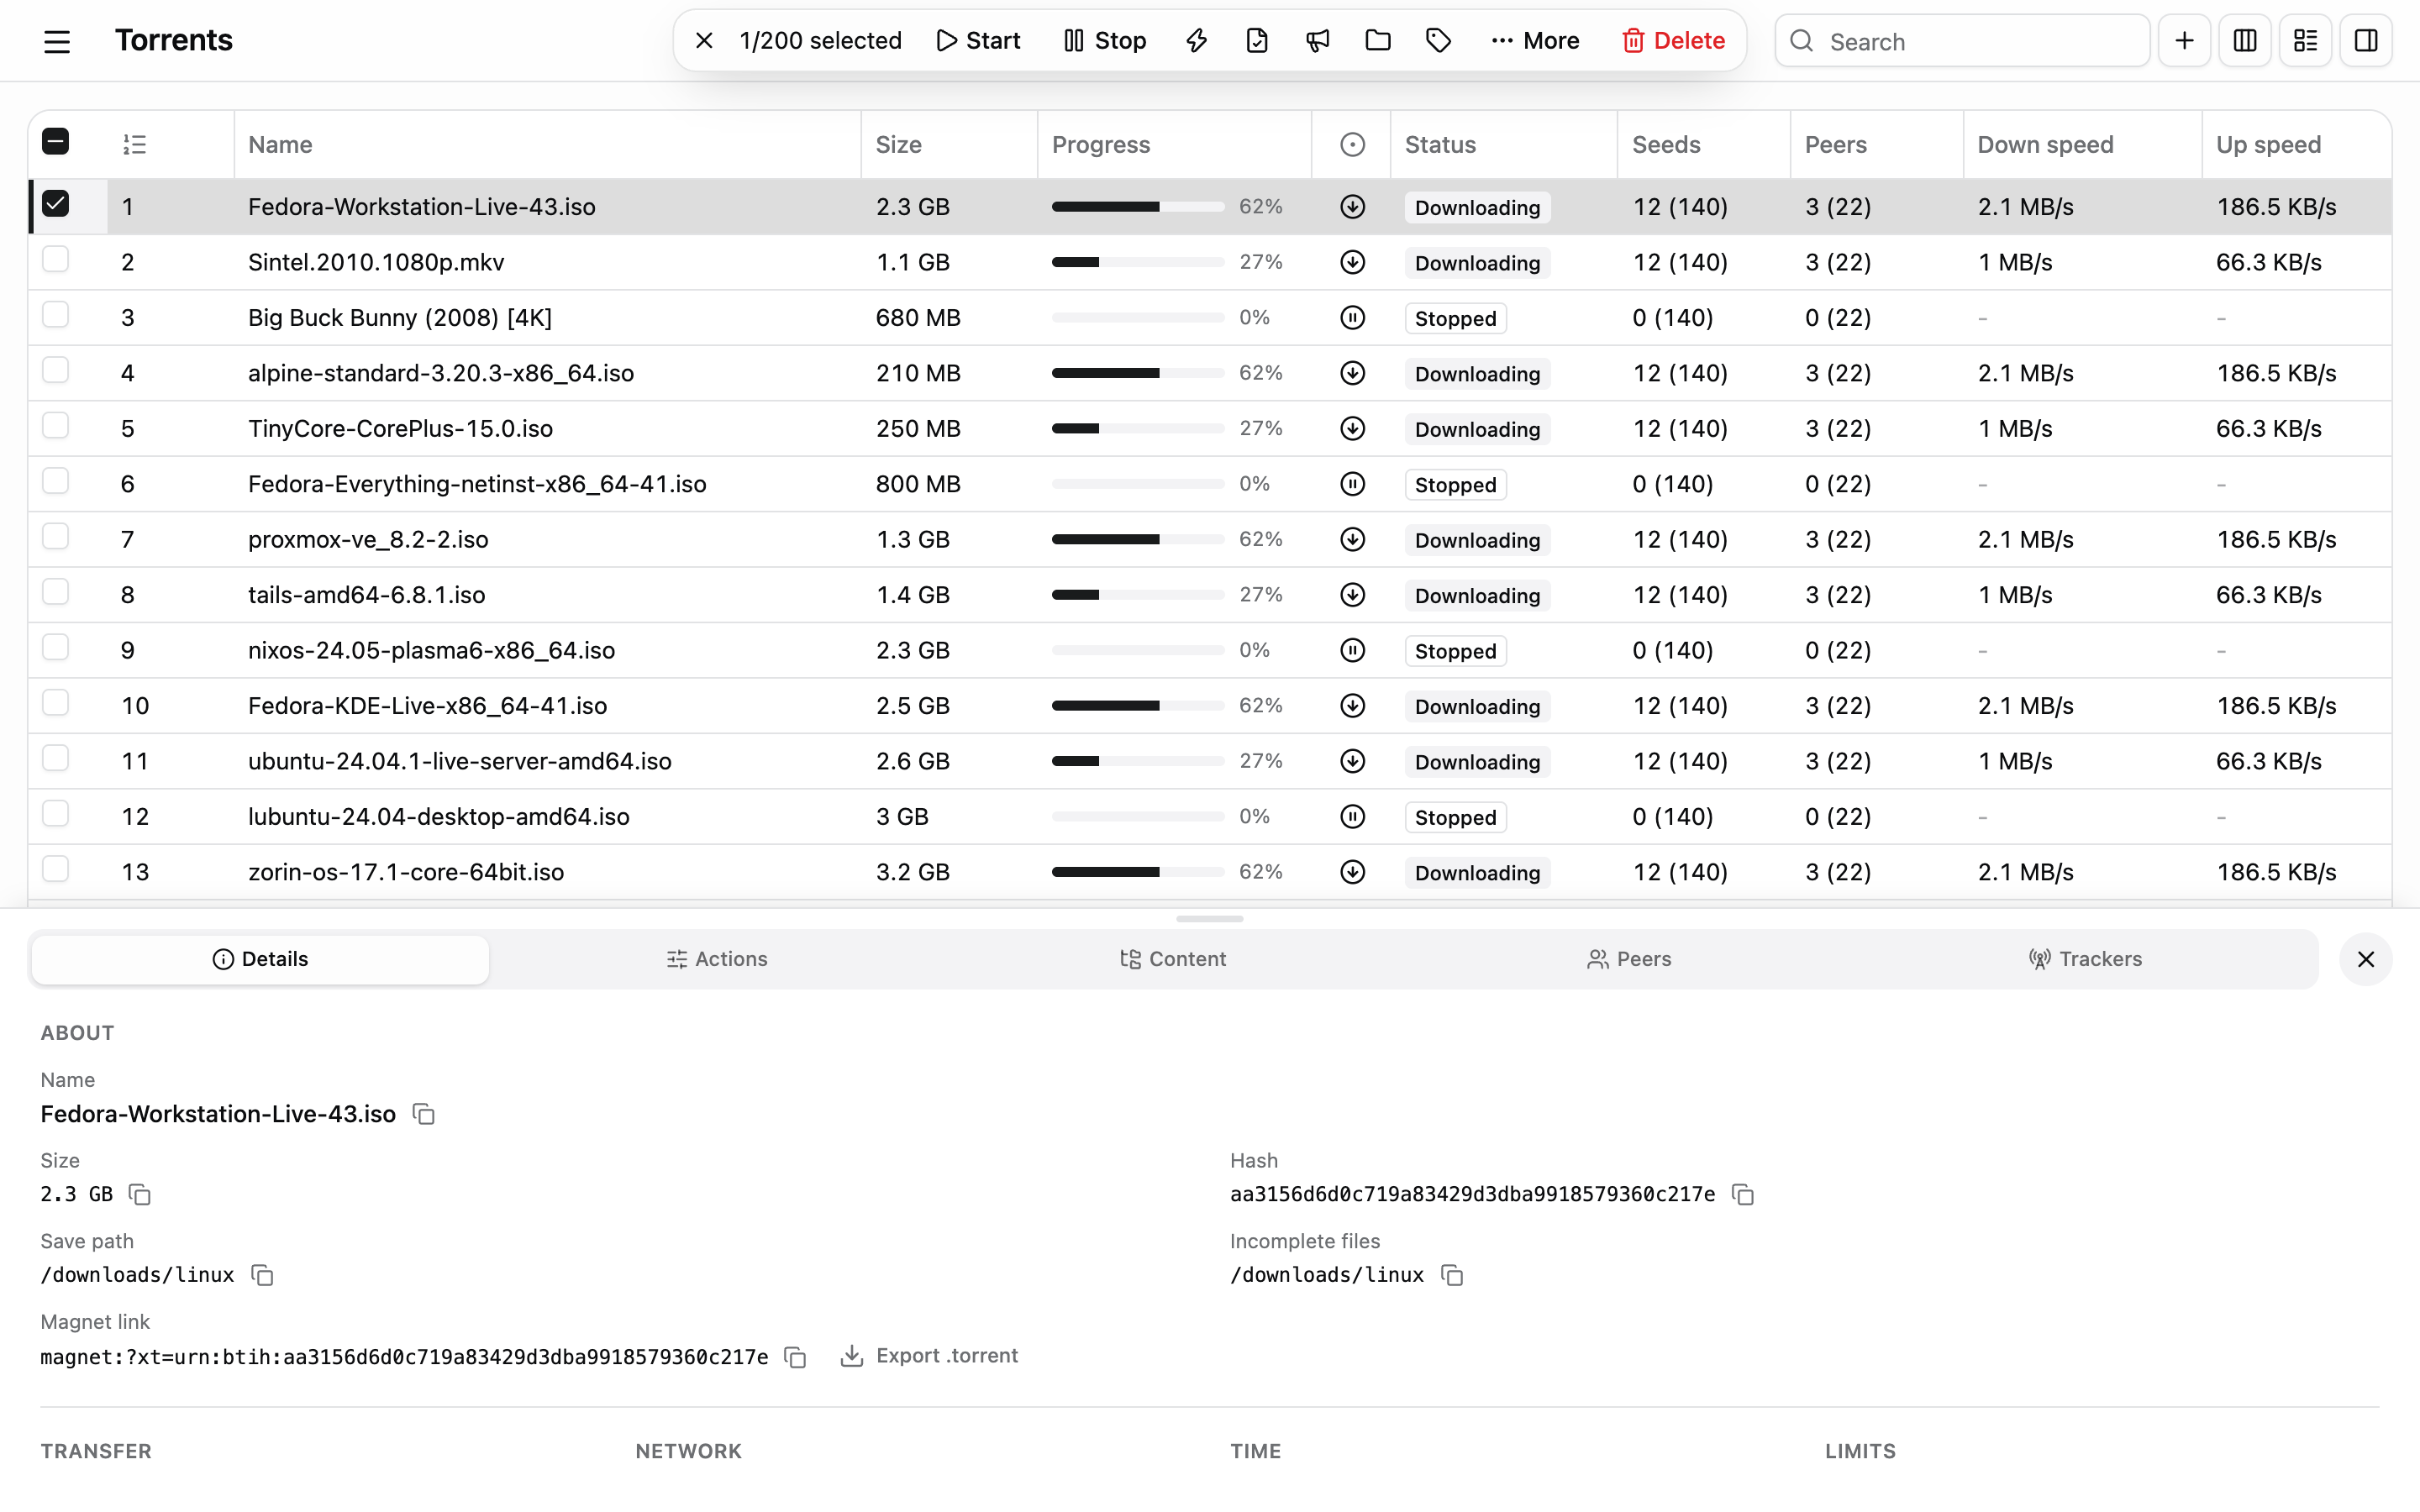 Torrents
1/200 selected Start Stop More Delete
Search
Name Size Progress Status Seeds Peers Down speed Up speed
1 Fedora-Workstation-Live-43.iso 2.3 GB 62% Downloading 12 (140) 3 (22) 2.1 MB/s 186.5 KB/s
2 Sintel.2010.1080p.mkv 1.1 GB 27% Downloading 12 (140) 3 (22) 1 MB/s 66.3 KB/s
3 Big Buck Bunny (2008) [4K] 680 MB 0% Stopped 0 (140) 0 (22) - -
4 alpine-standard-3.20.3-x86_64.iso 210 MB 62% Downloading 12 (140) 3 (22) 2.1 MB/s 186.5 KB/s
5 TinyCore-CorePlus-15.0.iso 250 MB 27% Downloading 12 (140) 3 (22) 1 MB/s 66.3 KB/s
6 Fedora-Everything-netinst-x86_64-41.iso 800 MB 0% Stopped 0 (140) 0 (22) - -
7 proxmox-ve_8.2-2.iso 1.3 GB 62% Downloading 12 (140) 3 (22) 2.1 MB/s 186.5 KB/s
8 tails-amd64-6.8.1.iso 1.4 GB 27% Downloading 12 (140) 3 (22) 1 MB/s 66.3 KB/s
9 nixos-24.05-plasma6-x86_64.iso 2.3 GB 0% Stopped 0 (140) 0 (22) - -
10 Fedora-KDE-Live-x86_64-41.iso 2.5 GB 62% Downloading 12 (140) 3 (22) 2.1 MB/s 186.5 KB/s
11 ubuntu-24.04.1-live-server-amd64.iso 2.6 GB 27% Downloading 12 (140) 3 (22) 1 MB/s 66.3 KB/s
12 lubuntu-24.04-desktop-amd64.iso 3 GB 0% Stopped 0 (140) 0 (22) - -
13 zorin-os-17.1-core-64bit.iso 3.2 GB 62% Downloading 12 (140) 3 (22) 2.1 MB/s 186.5 KB/s
Details Actions Content Peers Trackers
ABOUT
Name
Fedora-Workstation-Live-43.iso
Size Hash
2.3 GB aa3156d6d0c719a83429d3dba9918579360c217e
Save path Incomplete files
/downloads/linux /downloads/linux
Magnet link
magnet:?xt=urn:btih:aa3156d6d0c719a83429d3dba9918579360c217e Export .torrent
TRANSFER NETWORK TIME LIMITS